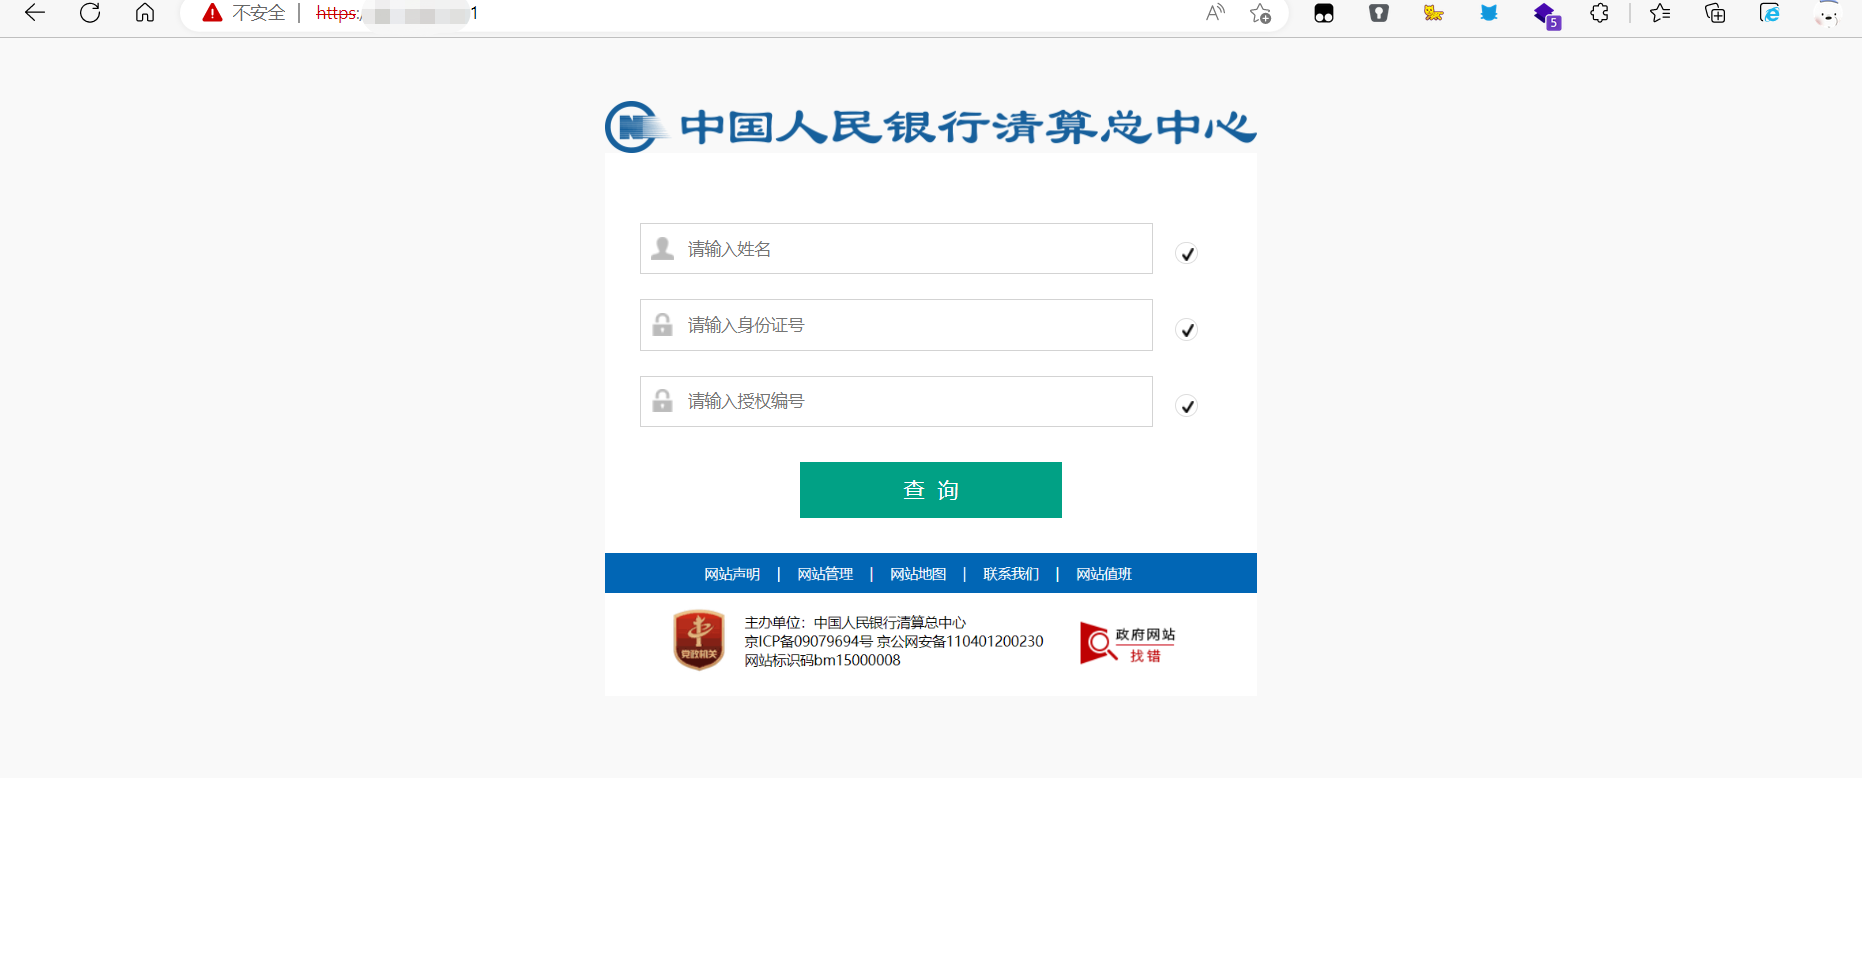 不安全 | https:/ 1
5
中国人民银行清算总中心
请输入姓名
请输入身份证号
请输入授权编号
查 询
网站声明 | 网站管理 | 网站地图 | 联系我们 | 网站值班
主办单位：中国人民银行清算总中心
京ICP备09079694号 京公网安备110401200230
网站标识码bm15000008
党政机关
政府网站
找错